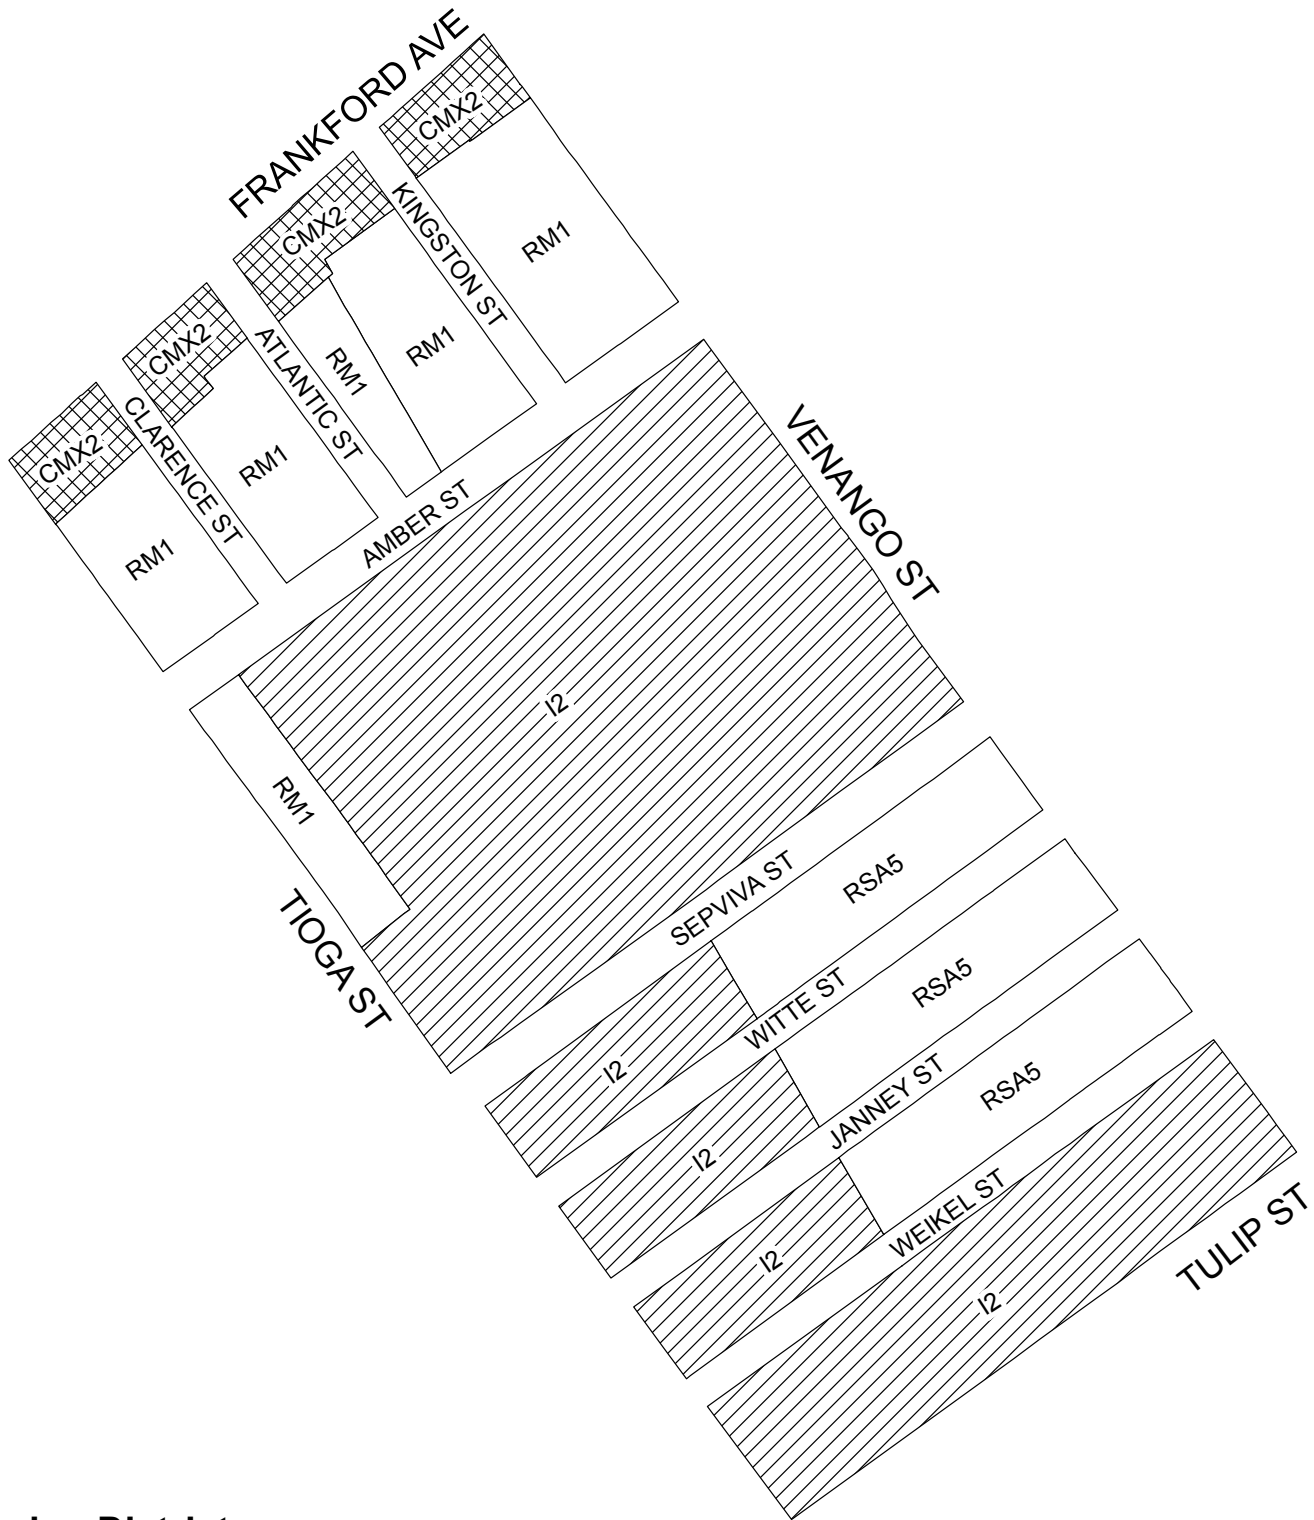 FRANKFORD AVE
CMX2
CMX2
KINGSTON ST
RM1
CMX2
ATLANTIC ST
RM1
RM1
CMX2
CLARENCE ST
RM1
RM1
AMBER ST
VENANGO ST
I2
RM1
TIOGA ST
SEPVIVA ST
RSA5
I2
WITTE ST
RSA5
I2
JANNEY ST
RSA5
I2
WEIKEL ST
I2
TULIP ST